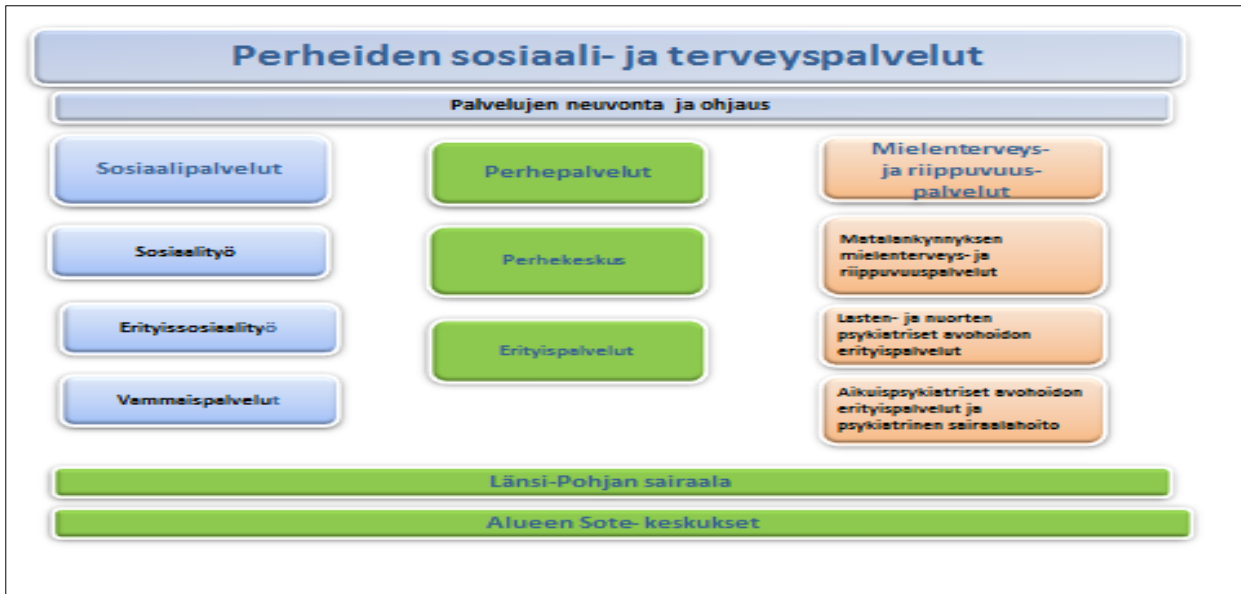 Perheiden sosiaali- ja terveyspalvelut
Palvelujen neuvonta ja ohjaus
Sosiaalipalvelut
Sosiaalityö
Erityissosiaalityö
Vammaispalvelut
Perhepalvelut
Perhekeskus
Erityispalvelut
Mielenterveys-
ja riippuvuus-
palvelut
Matalankynnyksen
mielenterveys- ja
riippuvuuspalvelut
Lasten- ja nuorten
psykiatriset avohoidon
erityispalvelut
Aikuispsykiatriset avohoidon
erityispalvelut ja
psykiatrinen sairaalahoito
Länsi-Pohjan sairaala
Alueen Sote- keskukset